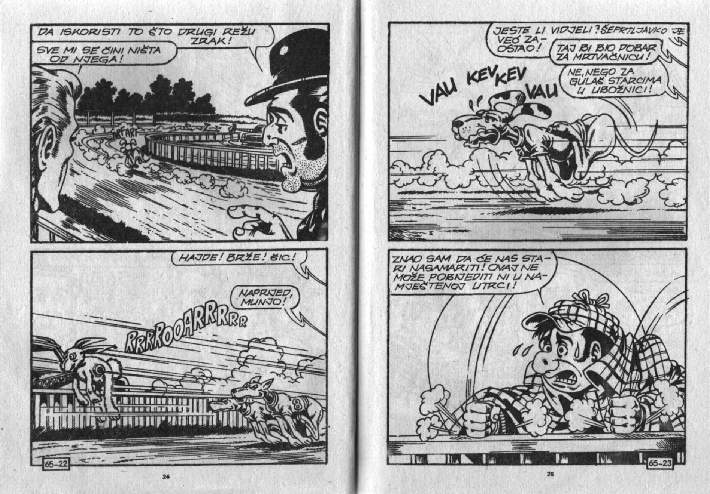 DA ISKORISTI TO ŠTO DRUGI REŽU
ZRAK!
SVE MI SE ČINI NIŠTA
OD NJEGA!
HAJDE! BRŽE! ŠIC!
NAPRIJED,
MUNJO!
RRRROOARRRRR
65-22
24
JESTE LI VIDJELI? ŠEPRTLJAVKO JE
VEĆ ZA-
OSTAO!
TAJ BI BIO DOBAR
ZA MRTVAČNICU!
NE, NEGO ZA
GULAŠ STARCIMA
U UBOŽNICI!
VAU KEV KEV
VAU
ZNAO SAM DA ĆE NAS STA-
RI NASAMARITI! OVAJ NE
MOŽE POBIJEDITI NI U NA-
MJEŠTENOJ UTRCI!
65-23
25